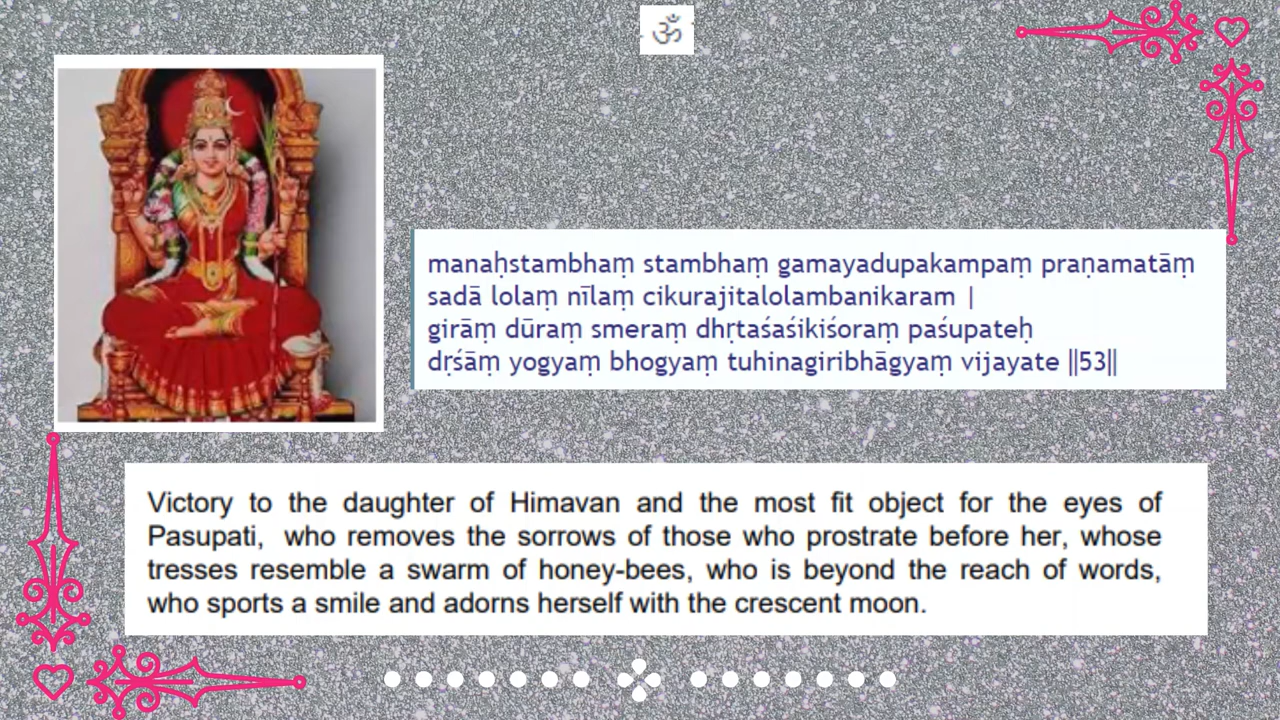 ॐ
manaḥstambhaṃ stambhaṃ gamayadupakampaṃ praṇamatāṃ
sadā lolaṃ nīlaṃ cikurajitalolambanikaram |
girāṃ dūraṃ smeraṃ dhṛtaśaśikiśoraṃ paśupateḥ
dṛśāṃ yogyaṃ bhogyaṃ tuhinagiribhāgyaṃ vijayate ||53||
Victory to the daughter of Himavan and the most fit object for the eyes of
Pasupati, who removes the sorrows of those who prostrate before her, whose
tresses resemble a swarm of honey-bees, who is beyond the reach of words,
who sports a smile and adorns herself with the crescent moon.